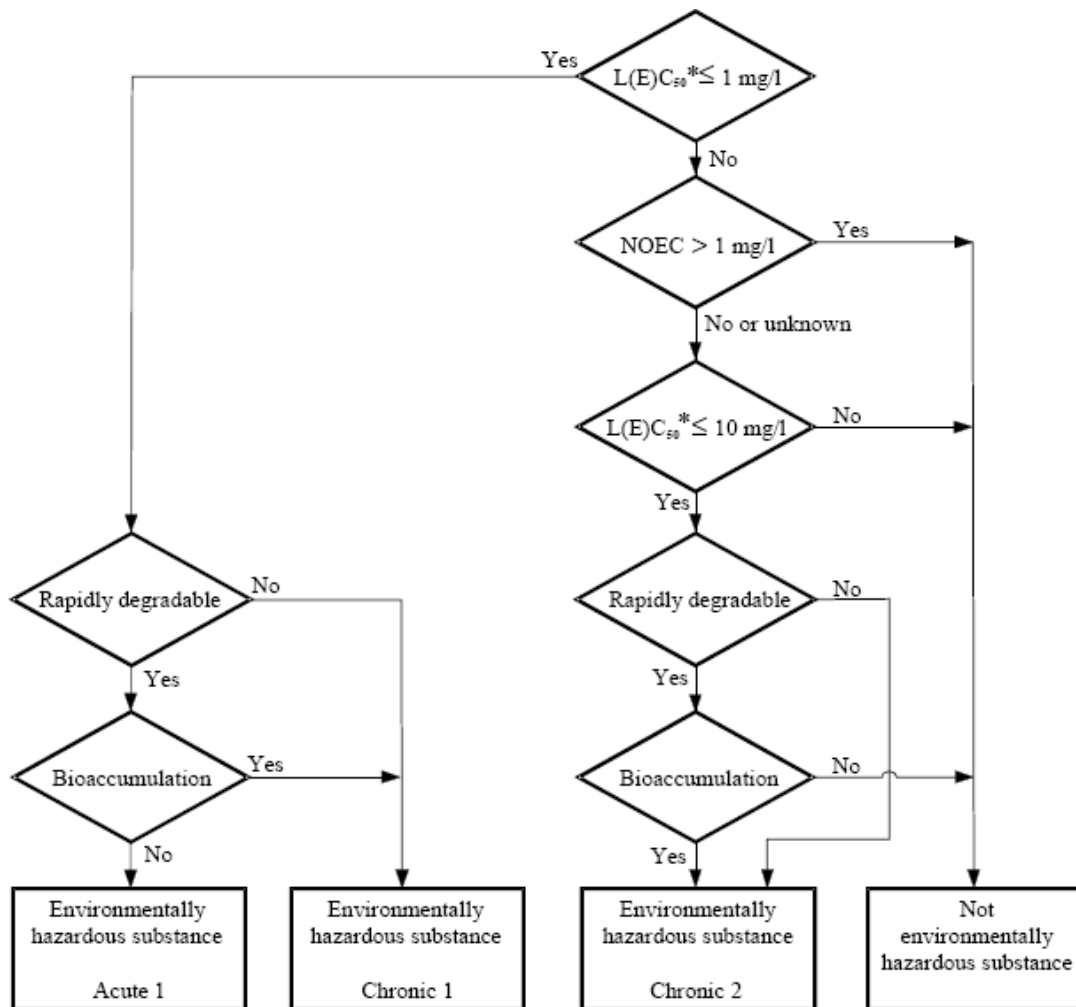 Yes
L(E)C₅₀*≤ 1 mg/l
No
NOEC > 1 mg/l
Yes
No or unknown
L(E)C₅₀*≤ 10 mg/l
No
Yes
Rapidly degradable
No
Yes
Bioaccumulation
Yes
No
Rapidly degradable
No
Yes
Bioaccumulation
No
Yes
Environmentally
hazardous substance
Acute 1
Environmentally
hazardous substance
Chronic 1
Environmentally
hazardous substance
Chronic 2
Not
environmentally
hazardous substance